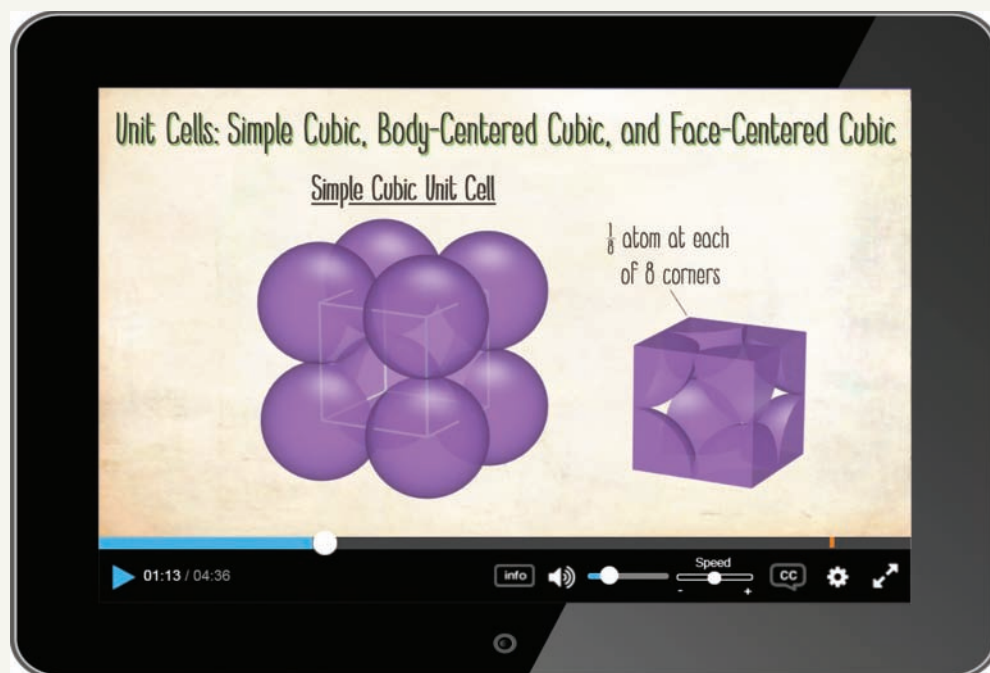 Unit Cells: Simple Cubic, Body-Centered Cubic, and Face-Centered Cubic
Simple Cubic Unit Cell
1/8 atom at each
of 8 corners
Speed
01:13 / 04:36
info
CC
- +